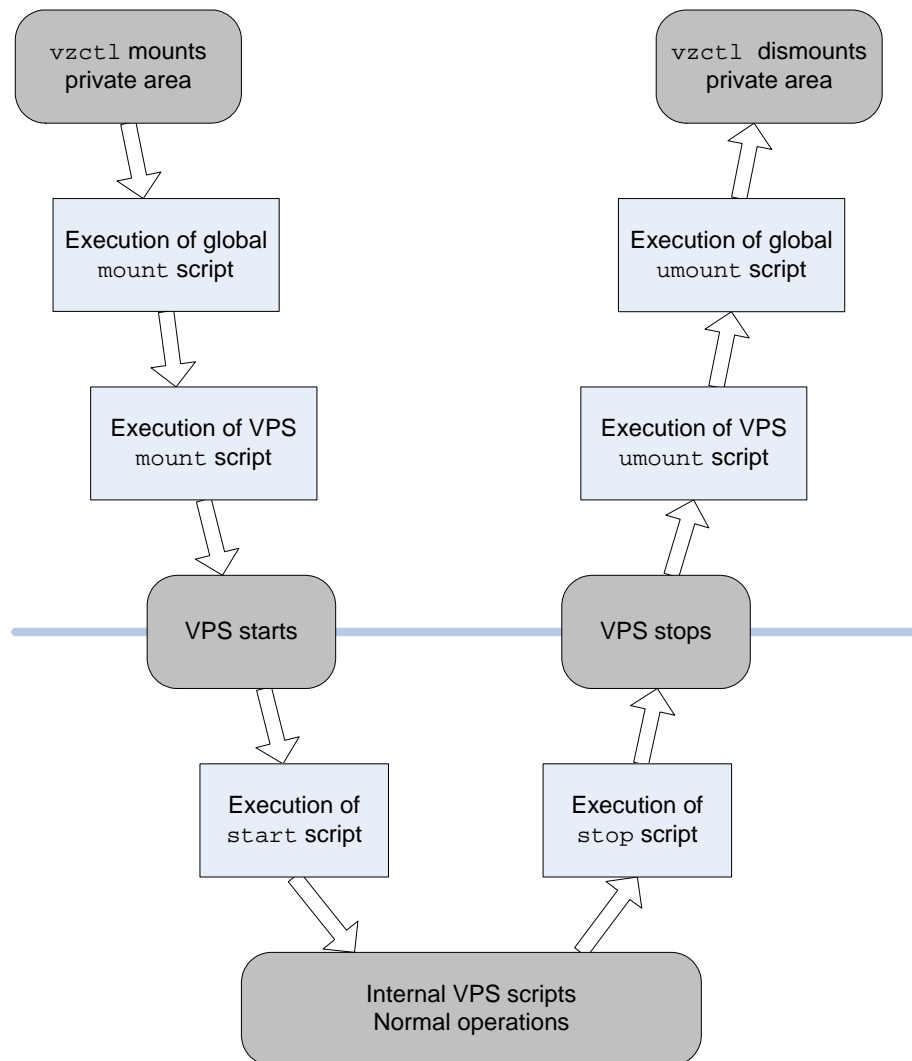 vzctl mounts
private area
Execution of global
mount script
Execution of VPS
mount script
VPS starts
Execution of
start script
Internal VPS scripts
Normal operations
Execution of
stop script
VPS stops
Execution of VPS
umount script
Execution of global
umount script
vzctl dismounts
private area